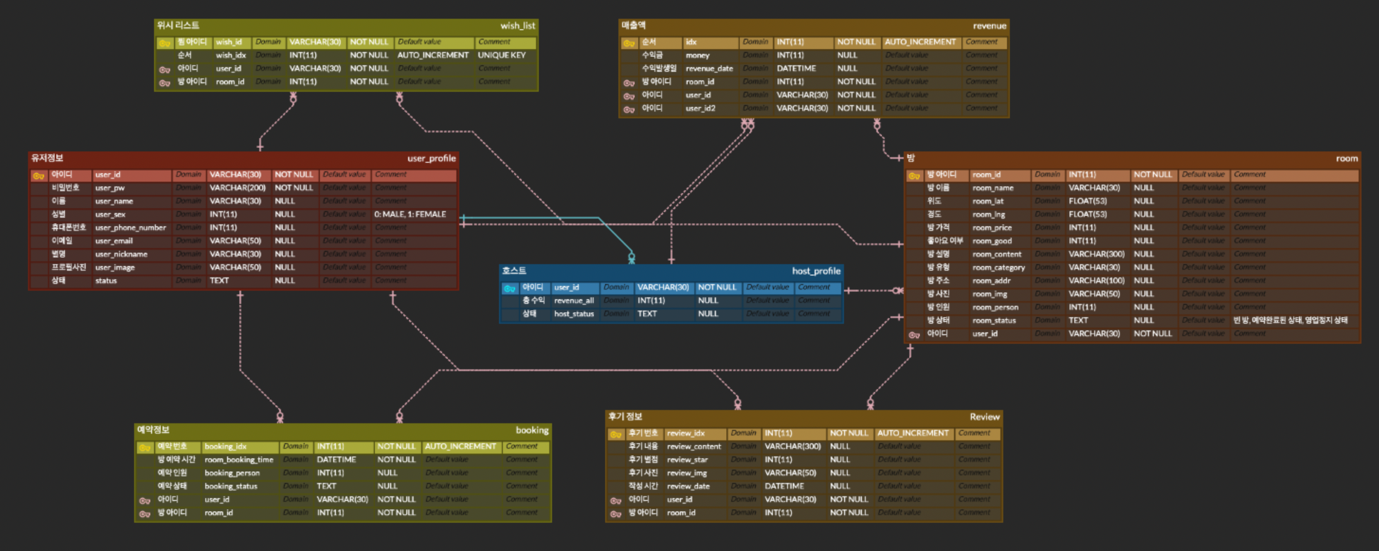 위시 리스트 wish_list
찜 아이디 wish_id Domain VARCHAR(30) NOT NULL Default value Comment
순서 wish_idx Domain INT(11) NOT NULL AUTO_INCREMENT UNIQUE KEY
아이디 user_id Domain VARCHAR(30) NOT NULL Default value Comment
방 아이디 room_id Domain INT(11) NOT NULL Default value Comment
매출액 revenue
순서 idx Domain INT(11) NOT NULL AUTO_INCREMENT Comment
수익금 money Domain INT(11) NULL Default value Comment
수익발생일 revenue_date Domain DATETIME NULL Default value Comment
방 아이디 room_id Domain INT(11) NOT NULL Default value Comment
아이디 user_id Domain VARCHAR(30) NOT NULL Default value Comment
아이디 user_id2 Domain VARCHAR(30) NOT NULL Default value Comment
유저정보 user_profile
아이디 user_id Domain VARCHAR(30) NOT NULL Default value Comment
비밀번호 user_pw Domain VARCHAR(200) NOT NULL Default value Comment
이름 user_name Domain VARCHAR(30) NULL Default value Comment
성별 user_sex Domain INT(11) NULL Default value 0: MALE, 1: FEMALE
휴대폰번호 user_phone_number Domain INT(11) NULL Default value Comment
이메일 user_email Domain VARCHAR(50) NULL Default value Comment
별명 user_nickname Domain VARCHAR(30) NULL Default value Comment
프로필사진 user_image Domain VARCHAR(50) NULL Default value Comment
상태 status Domain TEXT NULL Default value Comment
방 room
방 아이디 room_id Domain INT(11) NOT NULL Default value Comment
방 이름 room_name Domain VARCHAR(30) NULL Default value Comment
위도 room_lat Domain FLOAT(53) NULL Default value Comment
경도 room_lng Domain FLOAT(53) NULL Default value Comment
방 가격 room_price Domain INT(11) NULL Default value Comment
좋아요 여부 room_good Domain INT(11) NULL Default value Comment
방 설명 room_content Domain VARCHAR(300) NULL Default value Comment
방 유형 room_category Domain VARCHAR(30) NULL Default value Comment
방 주소 room_addr Domain VARCHAR(100) NULL Default value Comment
방 사진 room_img Domain VARCHAR(50) NULL Default value Comment
방 인원 room_person Domain INT(11) NULL Default value Comment
방 상태 room_status Domain TEXT NULL Default value 빈 방, 예약완료된 상태, 영업정지 상태
아이디 user_id Domain VARCHAR(30) NOT NULL Default value Comment
호스트 host_profile
아이디 user_id Domain VARCHAR(30) NOT NULL Default value Comment
총 수익 revenue_all Domain INT(11) NULL Default value Comment
상태 host_status Domain TEXT NULL Default value Comment
예약정보 booking
예약 번호 booking_idx Domain INT(11) NOT NULL AUTO_INCREMENT Comment
방 예약 시간 room_booking_time Domain DATETIME NOT NULL Default value Comment
예약 인원 booking_person Domain INT(11) NULL Default value Comment
예약 상태 booking_status Domain TEXT NULL Default value Comment
아이디 user_id Domain VARCHAR(30) NOT NULL Default value Comment
방 아이디 room_id Domain INT(11) NOT NULL Default value Comment
후기 정보 Review
후기 번호 review_idx Domain INT(11) NOT NULL AUTO_INCREMENT Comment
후기 내용 review_content Domain VARCHAR(300) NULL Default value Comment
후기 별점 review_star Domain INT(11) NULL Default value Comment
후기 사진 review_img Domain VARCHAR(50) NULL Default value Comment
작성 시간 review_date Domain DATETIME NULL Default value Comment
아이디 user_id Domain VARCHAR(30) NOT NULL Default value Comment
방 아이디 room_id Domain INT(11) NOT NULL Default value Comment